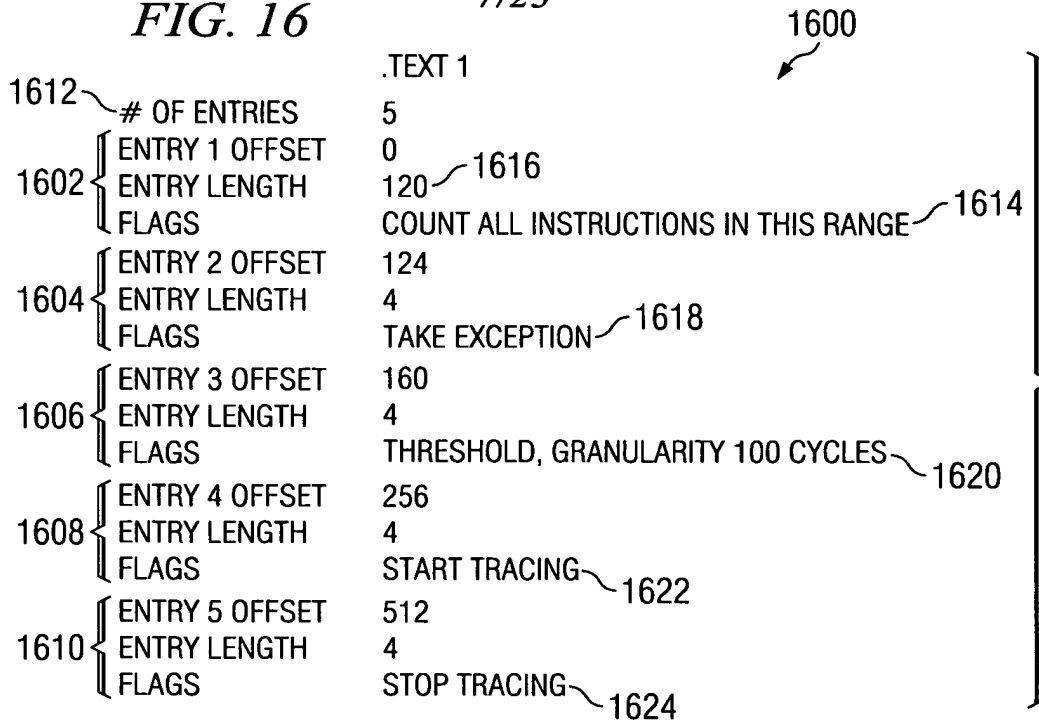 FIG. 16
1600
.TEXT 1
1612 # OF ENTRIES 5
ENTRY 1 OFFSET 0
1602 ENTRY LENGTH 120 1616
FLAGS COUNT ALL INSTRUCTIONS IN THIS RANGE 1614
ENTRY 2 OFFSET 124
1604 ENTRY LENGTH 4
FLAGS TAKE EXCEPTION 1618
ENTRY 3 OFFSET 160
1606 ENTRY LENGTH 4
FLAGS THRESHOLD, GRANULARITY 100 CYCLES 1620
ENTRY 4 OFFSET 256
1608 ENTRY LENGTH 4
FLAGS START TRACING 1622
ENTRY 5 OFFSET 512
1610 ENTRY LENGTH 4
FLAGS STOP TRACING 1624